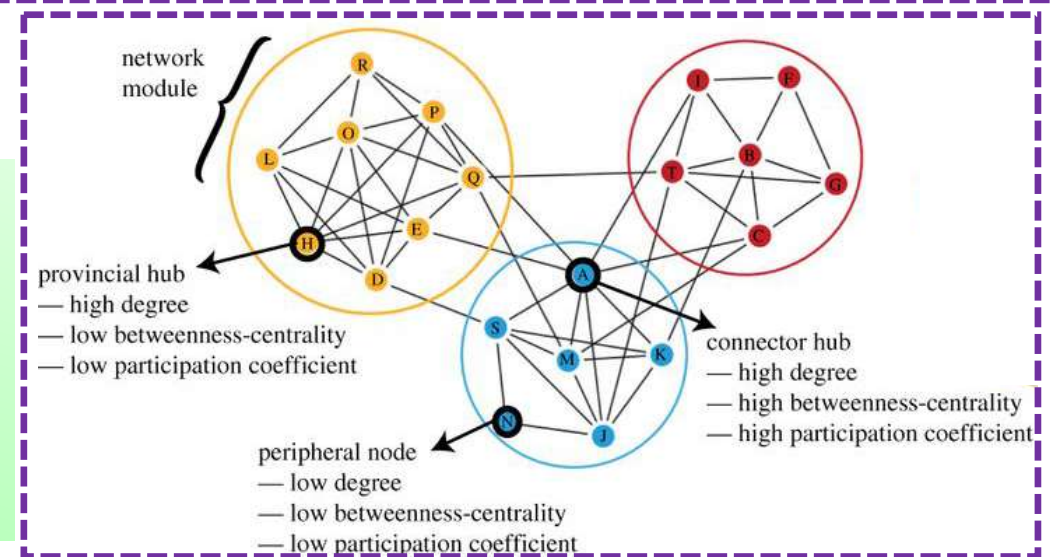 network
module
R
P
O
L
Q
H
E
D
I
F
T
B
G
C
A
S
M
K
N
J
provincial hub
— high degree
— low betweenness-centrality
— low participation coefficient
connector hub
— high degree
— high betweenness-centrality
— high participation coefficient
peripheral node
— low degree
— low betweenness-centrality
— low participation coefficient